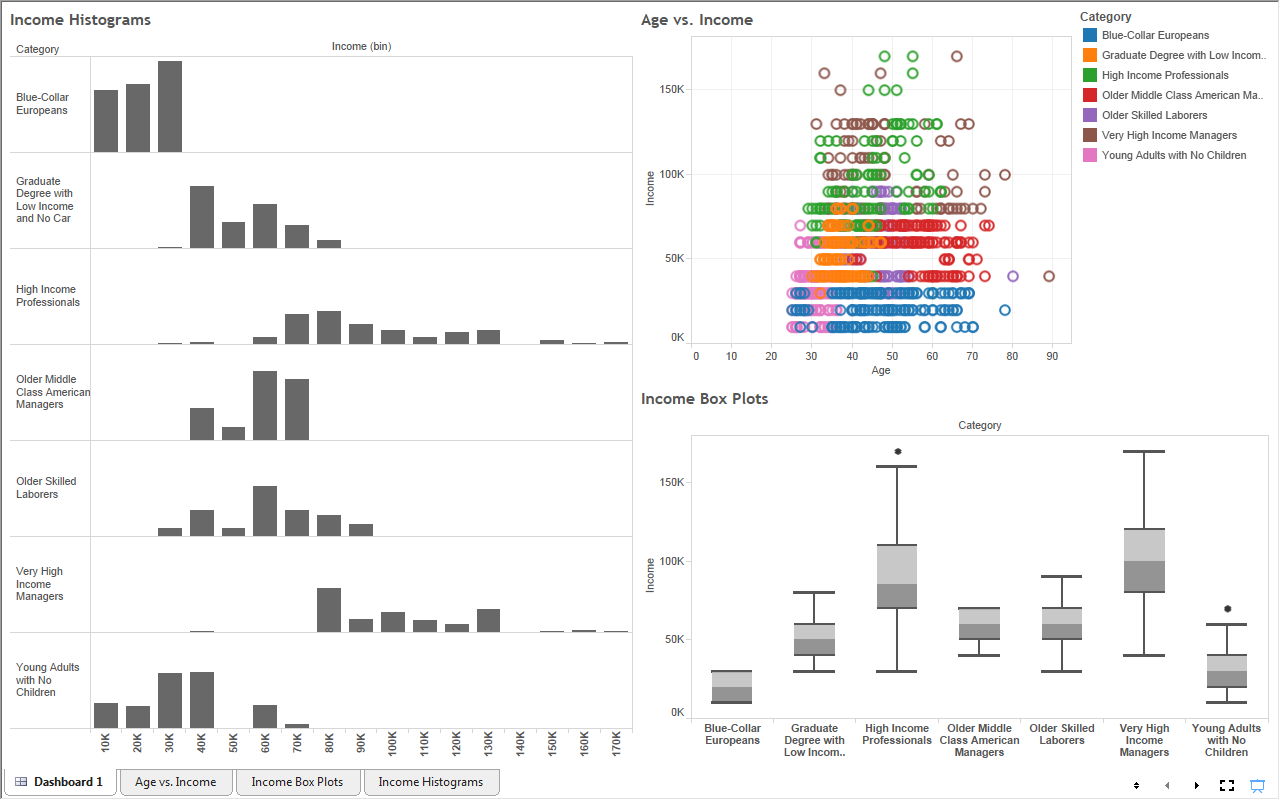 Income Histograms
Category
Income (bin)
Blue-Collar
Europeans
Graduate
Degree with
Low Income
and No Car
High Income
Professionals
Older Middle
Class American
Managers
Older Skilled
Laborers
Very High
Income
Managers
Young Adults
with No
Children
10K
20K
30K
40K
50K
60K
70K
80K
90K
100K
110K
120K
130K
140K
150K
160K
170K
Age vs. Income
150K
100K
50K
0K
Income
0
10
20
30
40
50
60
70
80
90
Age
Category
Blue-Collar Europeans
Graduate Degree with Low Incom..
High Income Professionals
Older Middle Class American Ma..
Older Skilled Laborers
Very High Income Managers
Young Adults with No Children
Income Box Plots
Category
150K
100K
50K
0K
Income
Blue-Collar
Europeans
Graduate
Degree with
Low Incom..
High Income
Professionals
Older Middle
Class American
Managers
Older Skilled
Laborers
Very High
Income
Managers
Young Adults
with No
Children
Dashboard 1
Age vs. Income
Income Box Plots
Income Histograms